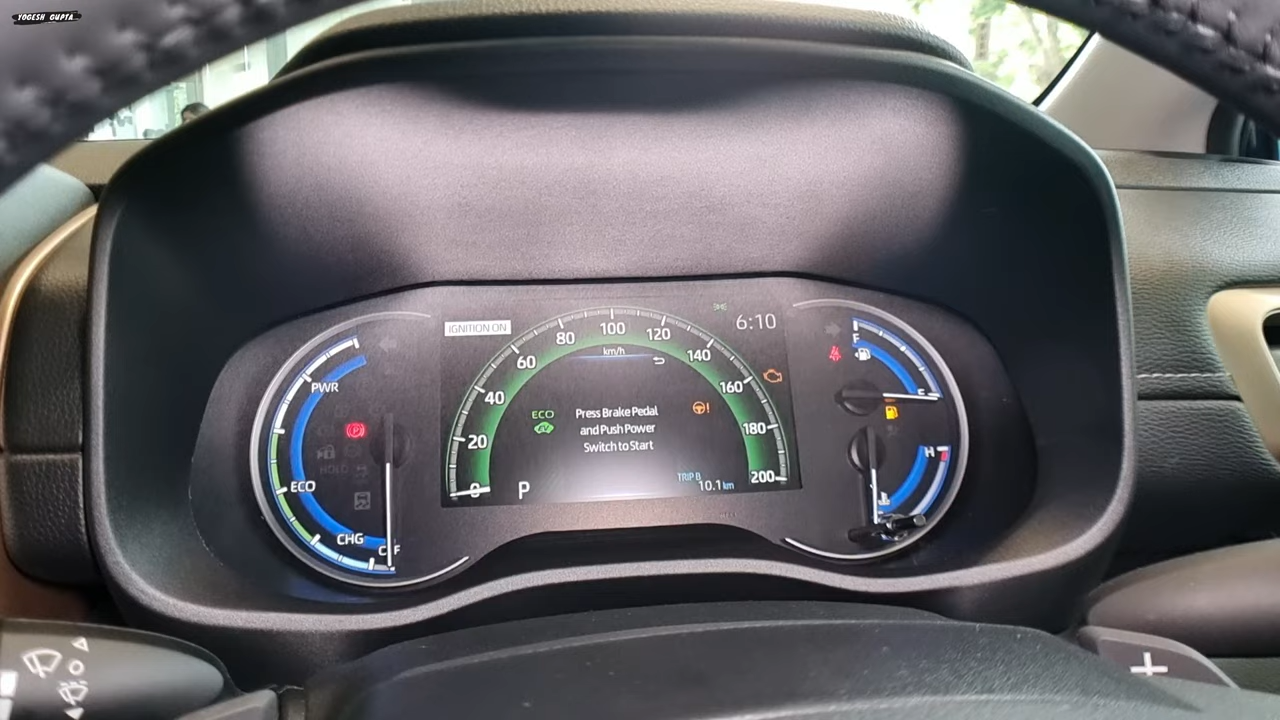 YOGESH GUPTA
IGNITION ON
6:10
0
20
40
60
80
100
120
140
160
180
200
km/h
ECO
Press Brake Pedal
and Push Power
Switch to Start
P
TRIP B
10.1 km
PWR
ECO
CHG
HOLD
F
E
H